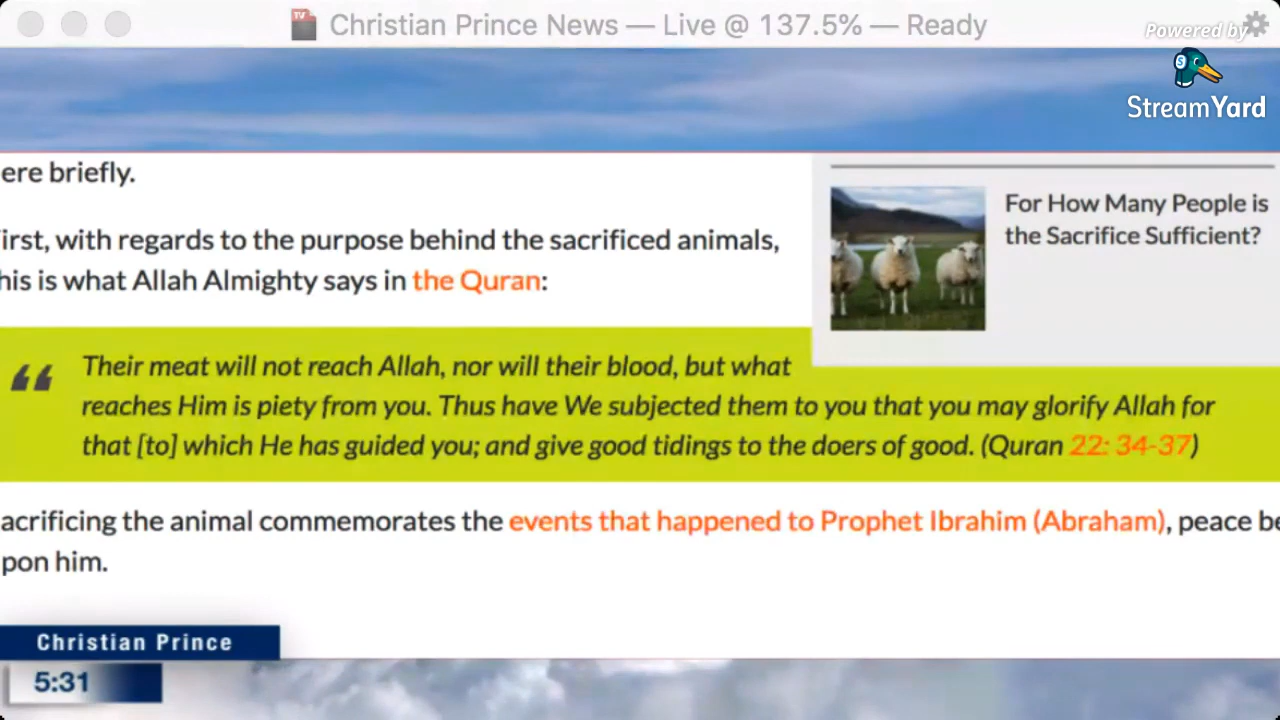 Christian Prince News — Live @ 137.5% — Ready
Powered by
StreamYard
ere briefly.
irst, with regards to the purpose behind the sacrificed animals,
his is what Allah Almighty says in the Quran:
For How Many People is
the Sacrifice Sufficient?
“ Their meat will not reach Allah, nor will their blood, but what
reaches Him is piety from you. Thus have We subjected them to you that you may glorify Allah for
that [to] which He has guided you; and give good tidings to the doers of good. (Quran 22: 34-37)
acrificing the animal commemorates the events that happened to Prophet Ibrahim (Abraham), peace be
pon him.
Christian Prince
5:31